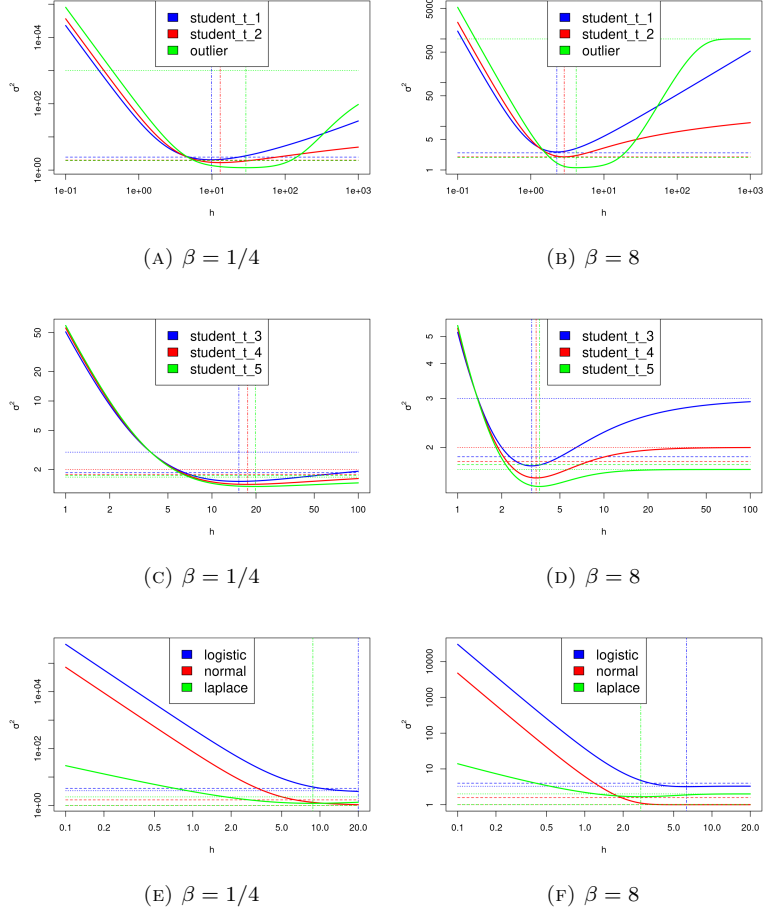 student_t_1
student_t_2
outlier
σ²
1e+00
1e+02
1e+04
1e-01
1e+00
1e+01
1e+02
1e+03
h
(A) β = 1/4
student_t_1
student_t_2
outlier
σ²
1
5
50
500
5000
1e-01
1e+00
1e+01
1e+02
1e+03
h
(B) β = 8
student_t_3
student_t_4
student_t_5
σ²
2
5
10
20
50
1
2
5
10
20
50
100
h
(C) β = 1/4
student_t_3
student_t_4
student_t_5
σ²
2
3
4
5
1
2
5
10
20
50
100
h
(D) β = 8
logistic
normal
laplace
σ²
1e+00
1e+02
1e+04
0.1
0.2
0.5
1.0
2.0
5.0
10.0
20.0
h
(E) β = 1/4
logistic
normal
laplace
σ²
1
10
100
1000
10000
0.1
0.2
0.5
1.0
2.0
5.0
10.0
20.0
h
(F) β = 8